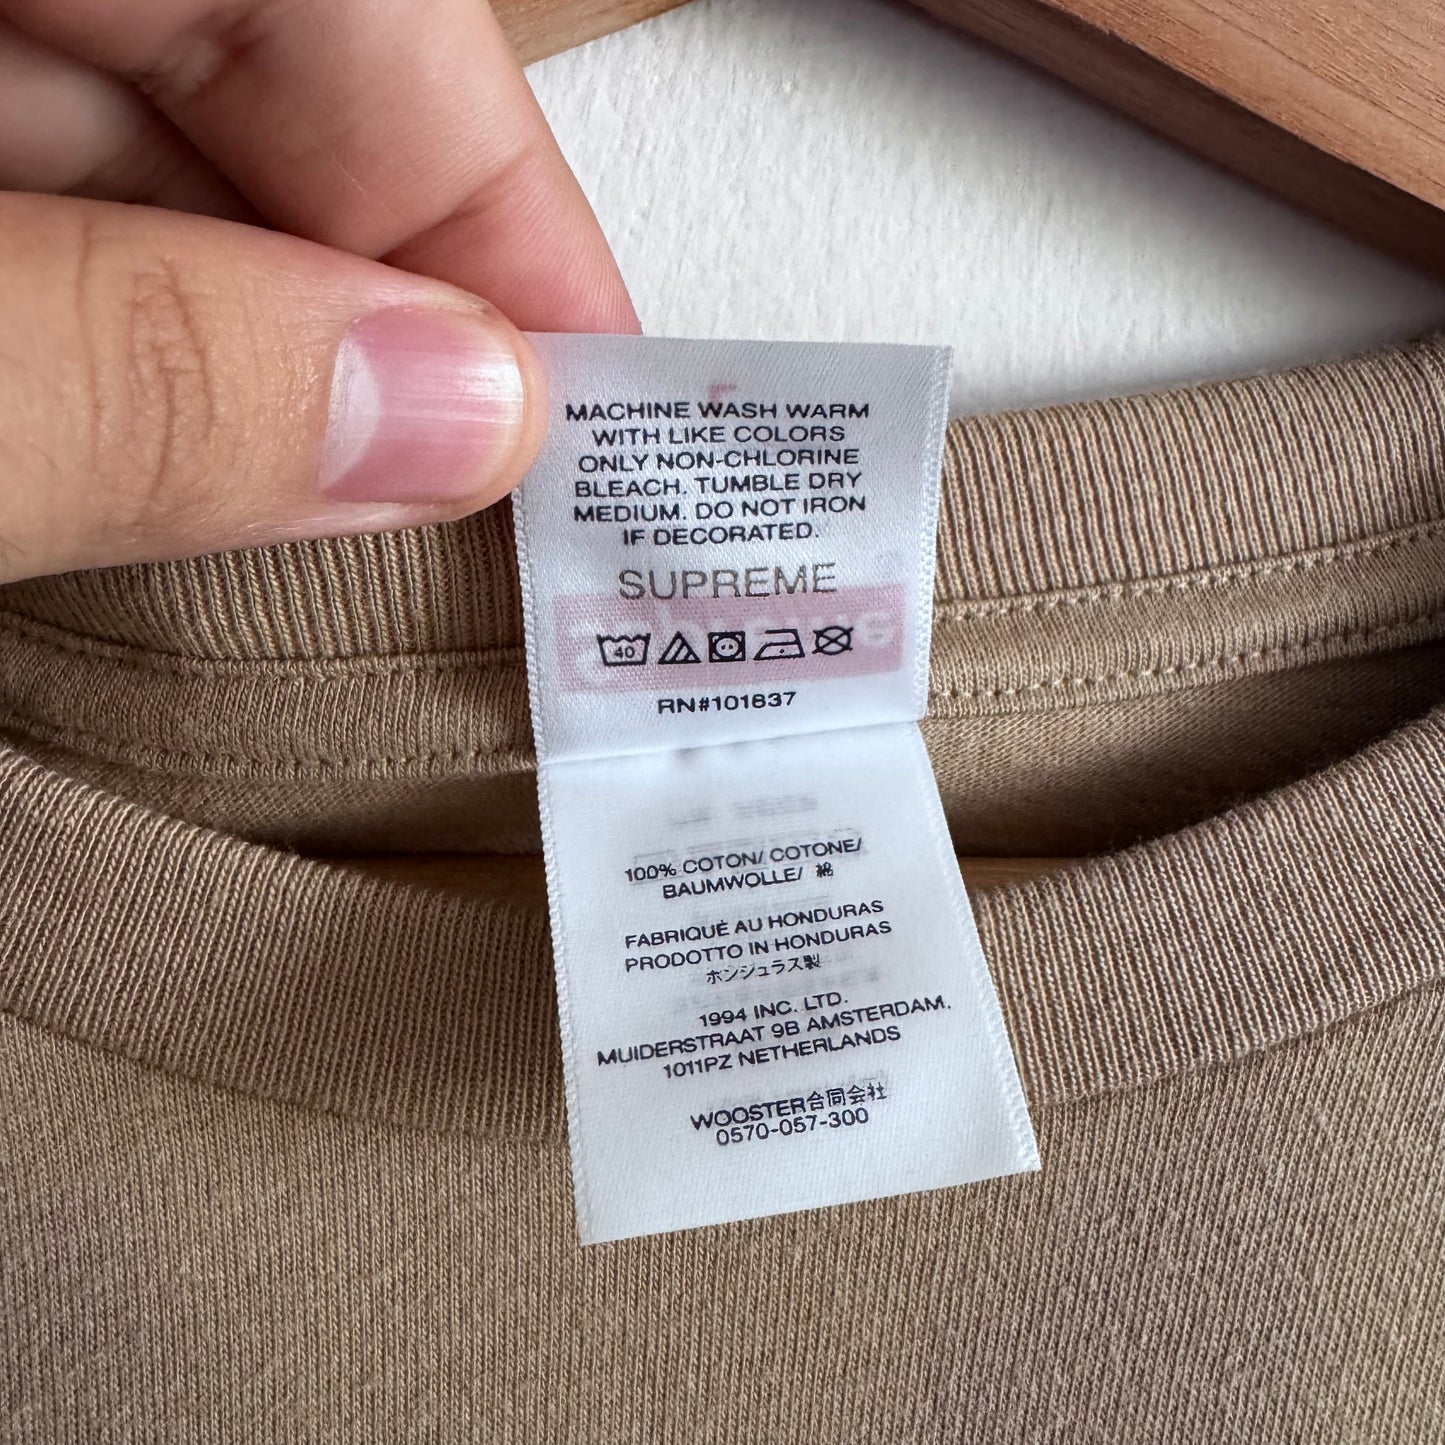 MACHINE WASH WARM
WITH LIKE COLORS
ONLY NON-CHLORINE
BLEACH. TUMBLE DRY
MEDIUM. DO NOT IRON
IF DECORATED.
SUPREME
40
RN#101837
100% COTON/ COTONE/
BAUMWOLLE/ 綿
FABRIQUÉ AU HONDURAS
PRODOTTO IN HONDURAS
ホンジュラス製
1994 INC. LTD.
MUIDERSTRAAT 9B AMSTERDAM.
1011PZ NETHERLANDS
WOOSTER合同会社
0570-057-300